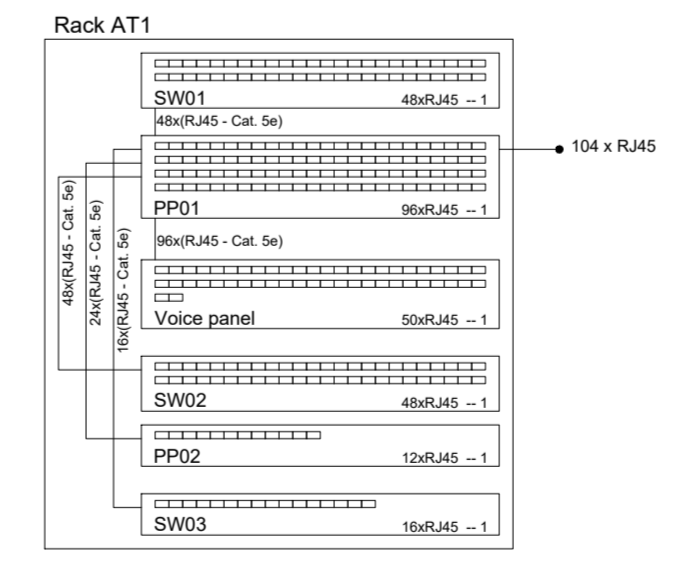 Rack AT1
SW01 48xRJ45 -- 1
48x(RJ45 - Cat. 5e)
104 x RJ45
PP01 96xRJ45 -- 1
48x(RJ45 - Cat. 5e)
24x(RJ45 - Cat. 5e)
16x(RJ45 - Cat. 5e)
96x(RJ45 - Cat. 5e)
Voice panel 50xRJ45 -- 1
SW02 48xRJ45 -- 1
PP02 12xRJ45 -- 1
SW03 16xRJ45 -- 1